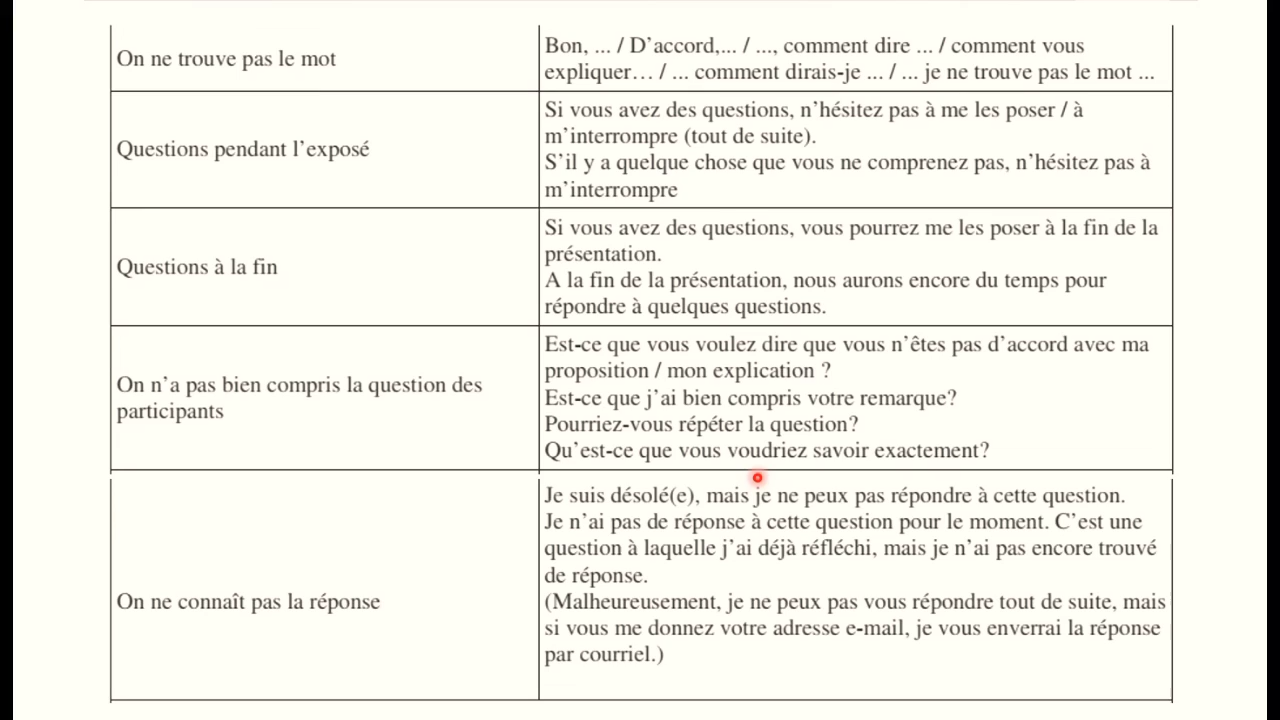 On ne trouve pas le mot
Bon, ... / D'accord,... / ..., comment dire ... / comment vous
expliquer… / ... comment dirais-je ... / ... je ne trouve pas le mot ...
Questions pendant l'exposé
Si vous avez des questions, n'hésitez pas à me les poser / à
m'interrompre (tout de suite).
S'il y a quelque chose que vous ne comprenez pas, n'hésitez pas à
m'interrompre
Questions à la fin
Si vous avez des questions, vous pourrez me les poser à la fin de la
présentation.
A la fin de la présentation, nous aurons encore du temps pour
répondre à quelques questions.
On n'a pas bien compris la question des
participants
Est-ce que vous voulez dire que vous n'êtes pas d'accord avec ma
proposition / mon explication ?
Est-ce que j'ai bien compris votre remarque?
Pourriez-vous répéter la question?
Qu'est-ce que vous voudriez savoir exactement?
On ne connaît pas la réponse
Je suis désolé(e), mais je ne peux pas répondre à cette question.
Je n'ai pas de réponse à cette question pour le moment. C'est une
question à laquelle j'ai déjà réfléchi, mais je n'ai pas encore trouvé
de réponse.
(Malheureusement, je ne peux pas vous répondre tout de suite, mais
si vous me donnez votre adresse e-mail, je vous enverrai la réponse
par courriel.)